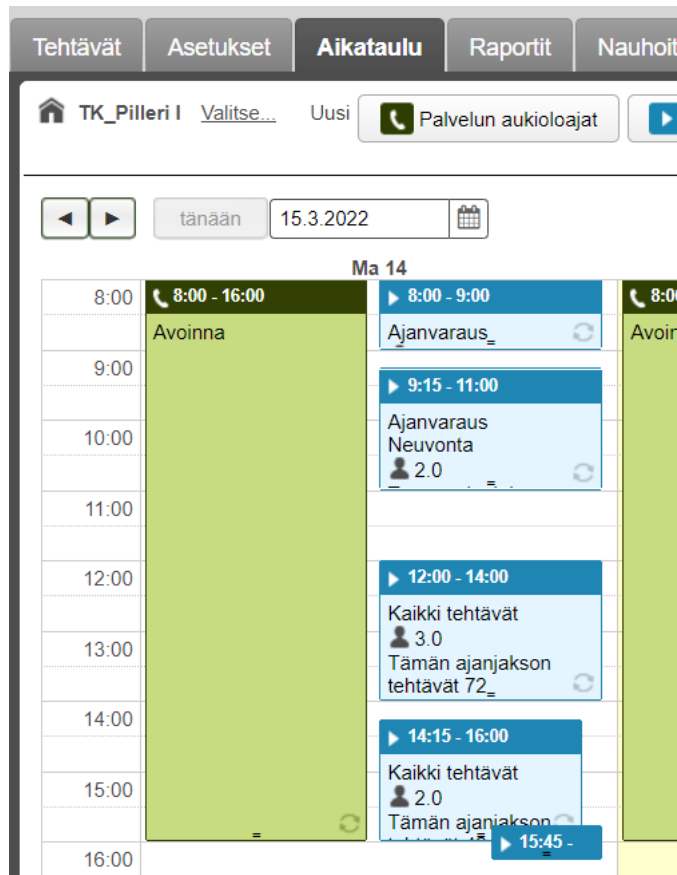 Tehtävät Asetukset Aikataulu Raportit Nauhoit
TK_Pilleri I Valitse... Uusi Palvelun aukioloajat
tänään 15.3.2022
Ma 14
8:00
8:00 - 16:00
Avoinna
8:00 - 9:00
Ajanvaraus
8:00
Avoin
9:00
9:15 - 11:00
Ajanvaraus
Neuvonta
2.0
10:00
11:00
12:00
12:00 - 14:00
Kaikki tehtävät
3.0
Tämän ajanjakson
tehtävät 72
13:00
14:00
14:15 - 16:00
Kaikki tehtävät
2.0
Tämän ajanjakson
15:00
15:45 -
16:00